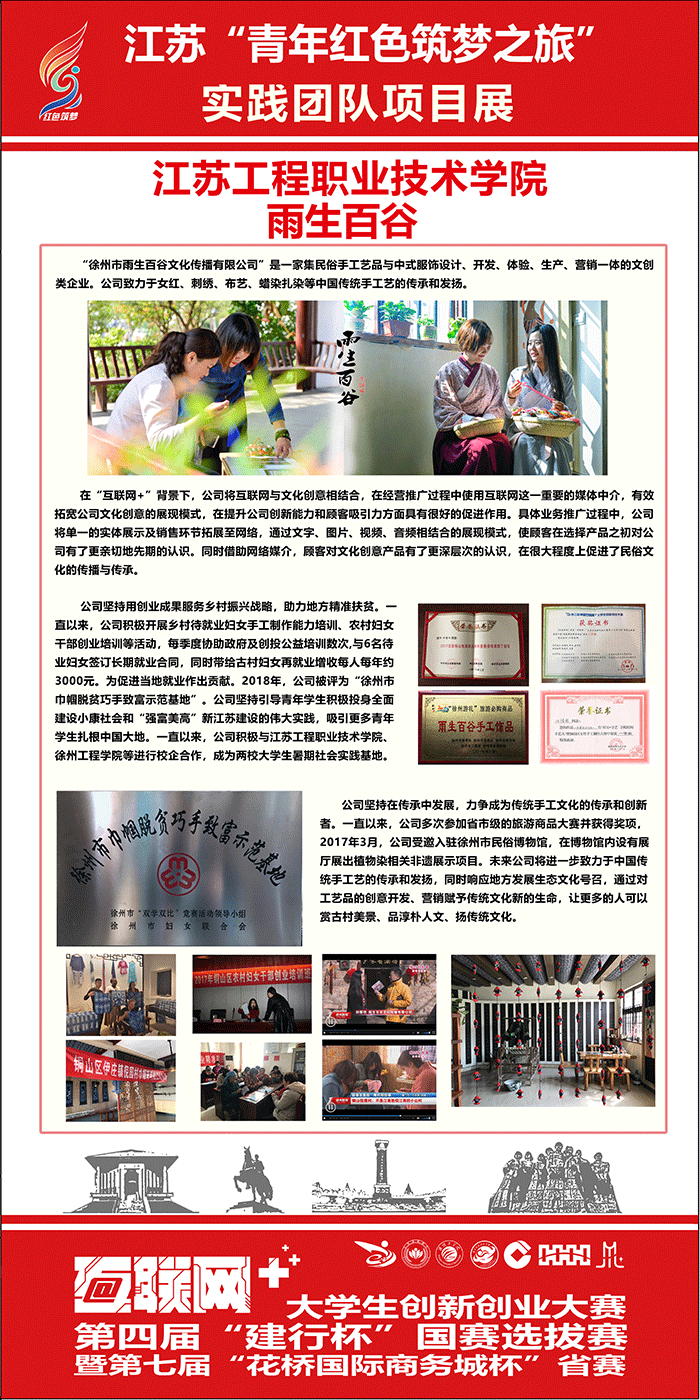 江苏“青年红色筑梦之旅”
红色筑梦
实践团队项目展
江苏工程职业技术学院
雨生百谷
“徐州市雨生百谷文化传播有限公司”是一家集民俗手工艺品与中式服饰设计、开发、体验、生产、营销一体的文创
类企业。公司致力于女红、刺绣、布艺、蜡染扎染等中国传统手工艺的传承和发扬。
雨生百谷
在“互联网+”背景下，公司将互联网与文化创意相结合，在经营推广过程中使用互联网这一重要的媒体中介，有效
拓宽公司文化创意的展现模式，在提升公司创新能力和顾客吸引力方面具有很好的促进作用。具体业务推广过程中，公司
将单一的实体展示及销售环节拓展至网络，通过文字、图片、视频、音频相结合的展现模式，使顾客在选择产品之初对公
司有了更亲切地先期的认识。同时借助网络媒介，顾客对文化创意产品有了更深层次的认识，在很大程度上促进了民俗文
化的传播与传承。
公司坚持用创业成果服务乡村振兴战略，助力地方精准扶贫。一
直以来，公司积极开展乡村待就业妇女手工制作能力培训、农村妇女
干部创业培训等活动，每季度协助政府及创投公益培训数次,与6名待
业妇女签订长期就业合同，同时带给古村妇女再就业增收每人每年约
3000元。为促进当地就业作出贡献。2018年，公司被评为“徐州市
巾帼脱贫巧手致富示范基地”。公司坚持引导青年学生积极投身全面
建设小康社会和“强富美高”新江苏建设的伟大实践，吸引更多青年
学生扎根中国大地。一直以来，公司积极与江苏工程职业技术学院、
徐州工程学院等进行校企合作，成为两校大学生暑期社会实践基地。
荣誉证书
获奖证书
“徐州游礼”旅游必购商品
雨生百谷手工饰品
荣誉证书
徐州市巾帼脱贫巧手致富示范基地
徐州市“双学双比”竞赛活动领导小组
徐州市妇女联合会
公司坚持在传承中发展，力争成为传统手工文化的传承和创新
者。一直以来，公司多次参加省市级的旅游商品大赛并获得奖项，
2017年3月，公司受邀入驻徐州市民俗博物馆，在博物馆内设有展
厅展出植物染相关非遗展示项目。未来公司将进一步致力于中国传
统手工艺的传承和发扬，同时响应地方发展生态文化号召，通过对
工艺品的创意开发、营销赋予传统文化新的生命，让更多的人可以
赏古村美景、品淳朴人文、扬传统文化。
2017年铜山区农村妇女干部创业培训班
互联网++
大学生创新创业大赛
第四届“建行杯”国赛选拔赛
暨第七届“花桥国际商务城杯”省赛